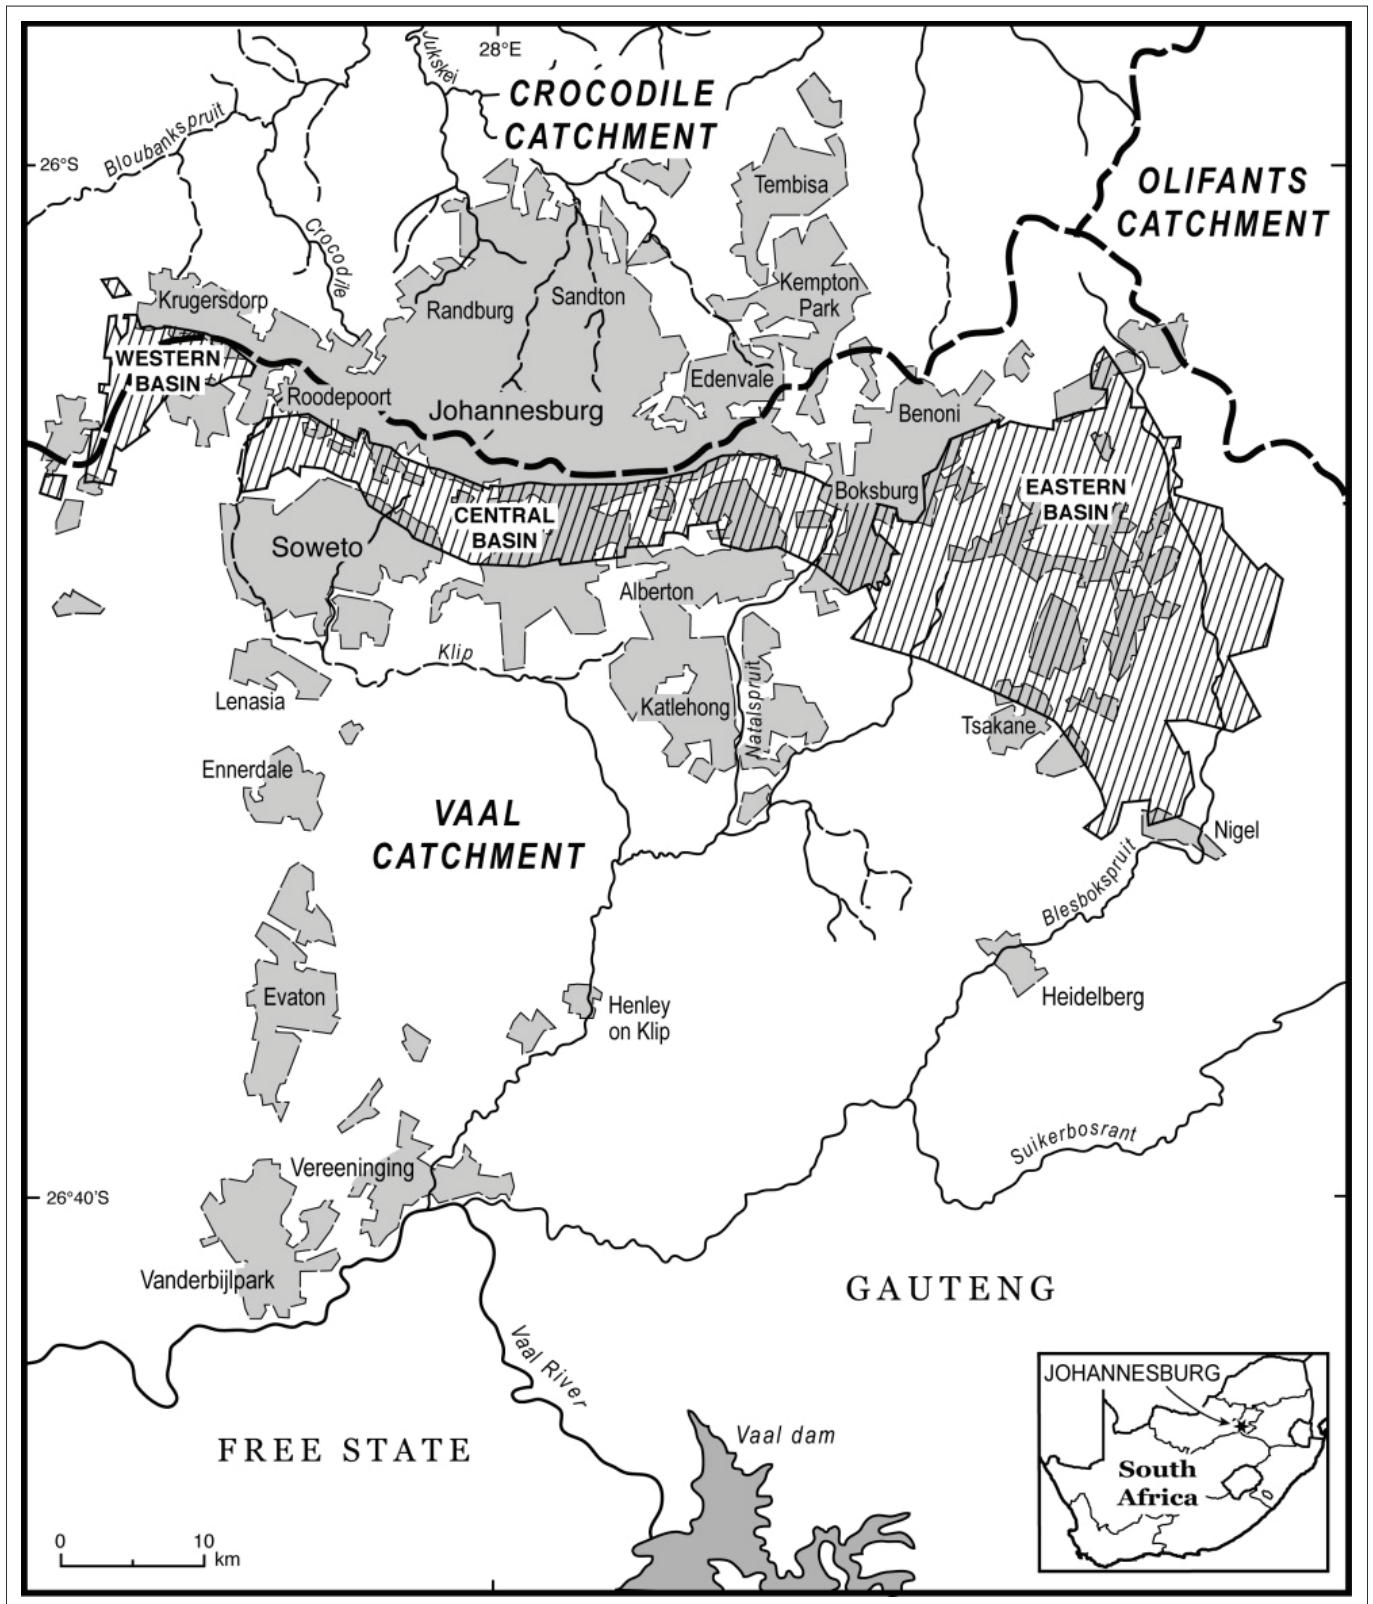 28°E
Jukskei
CROCODILE
CATCHMENT
Bloubankspruit
26°S
Tembisa
OLIFANTS
CATCHMENT
Crocodile
Krugersdorp
Randburg
Sandton
Kempton
Park
WESTERN
BASIN
Roodepoort
Edenvale
Johannesburg
Benoni
Boksburg
EASTERN
BASIN
CENTRAL
BASIN
Soweto
Alberton
Klip
Lenasia
Katlehong
Natalspruit
Tsakane
Ennerdale
VAAL
CATCHMENT
Nigel
Blesbokspruit
Evaton
Henley
on Klip
Heidelberg
Suikerbosrant
Vereeninging
26°40'S
Vanderbijlpark
GAUTENG
Vaal River
JOHANNESBURG
FREE STATE
Vaal dam
South
Africa
0 10
km